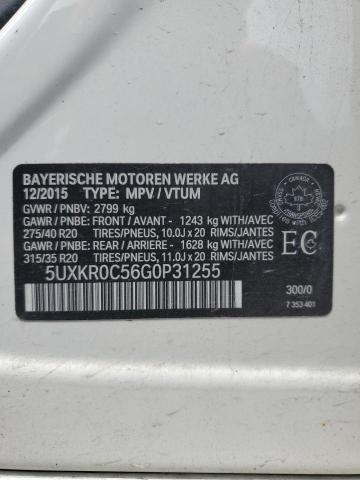 BAYERISCHE MOTOREN WERKE AG
12/2015 TYPE: MPV / VTUM
GVWR / PNBV: 2799 kg
GAWR / PNBE: FRONT / AVANT - 1243 kg WITH/AVEC
275/40 R20 TIRES/PNEUS, 10.0J x 20 RIMS/JANTES
GAWR / PNBE: REAR / ARRIERE - 1628 kg WITH/AVEC
315/35 R20 TIRES/PNEUS, 11.0J x 20 RIMS/JANTES
5UXKR0C56G0P31255
CANADA
EC
300/0
7 353 401